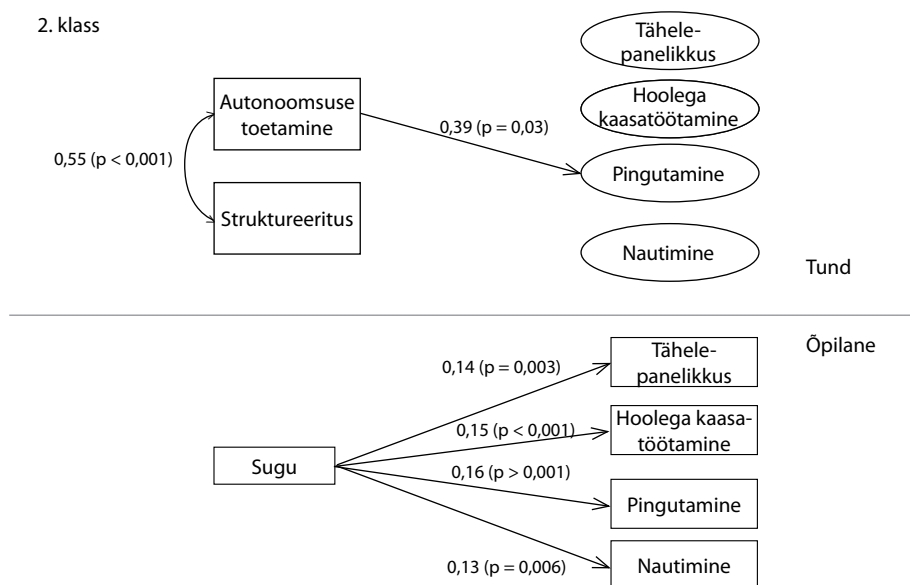 2. klass
Tähele-
panelikkus
Autonoomsuse
toetamine
Hoolega
kaasatöötamine
0,39 (p = 0,03)
0,55 (p < 0,001)
Pingutamine
Struktureeritus
Nautimine
Tund
Õpilane
Tähele-
panelikkus
0,14 (p = 0,003)
Hoolega kaasa-
töötamine
0,15 (p < 0,001)
Sugu
0,16 (p > 0,001)
Pingutamine
Nautimine
0,13 (p = 0,006)